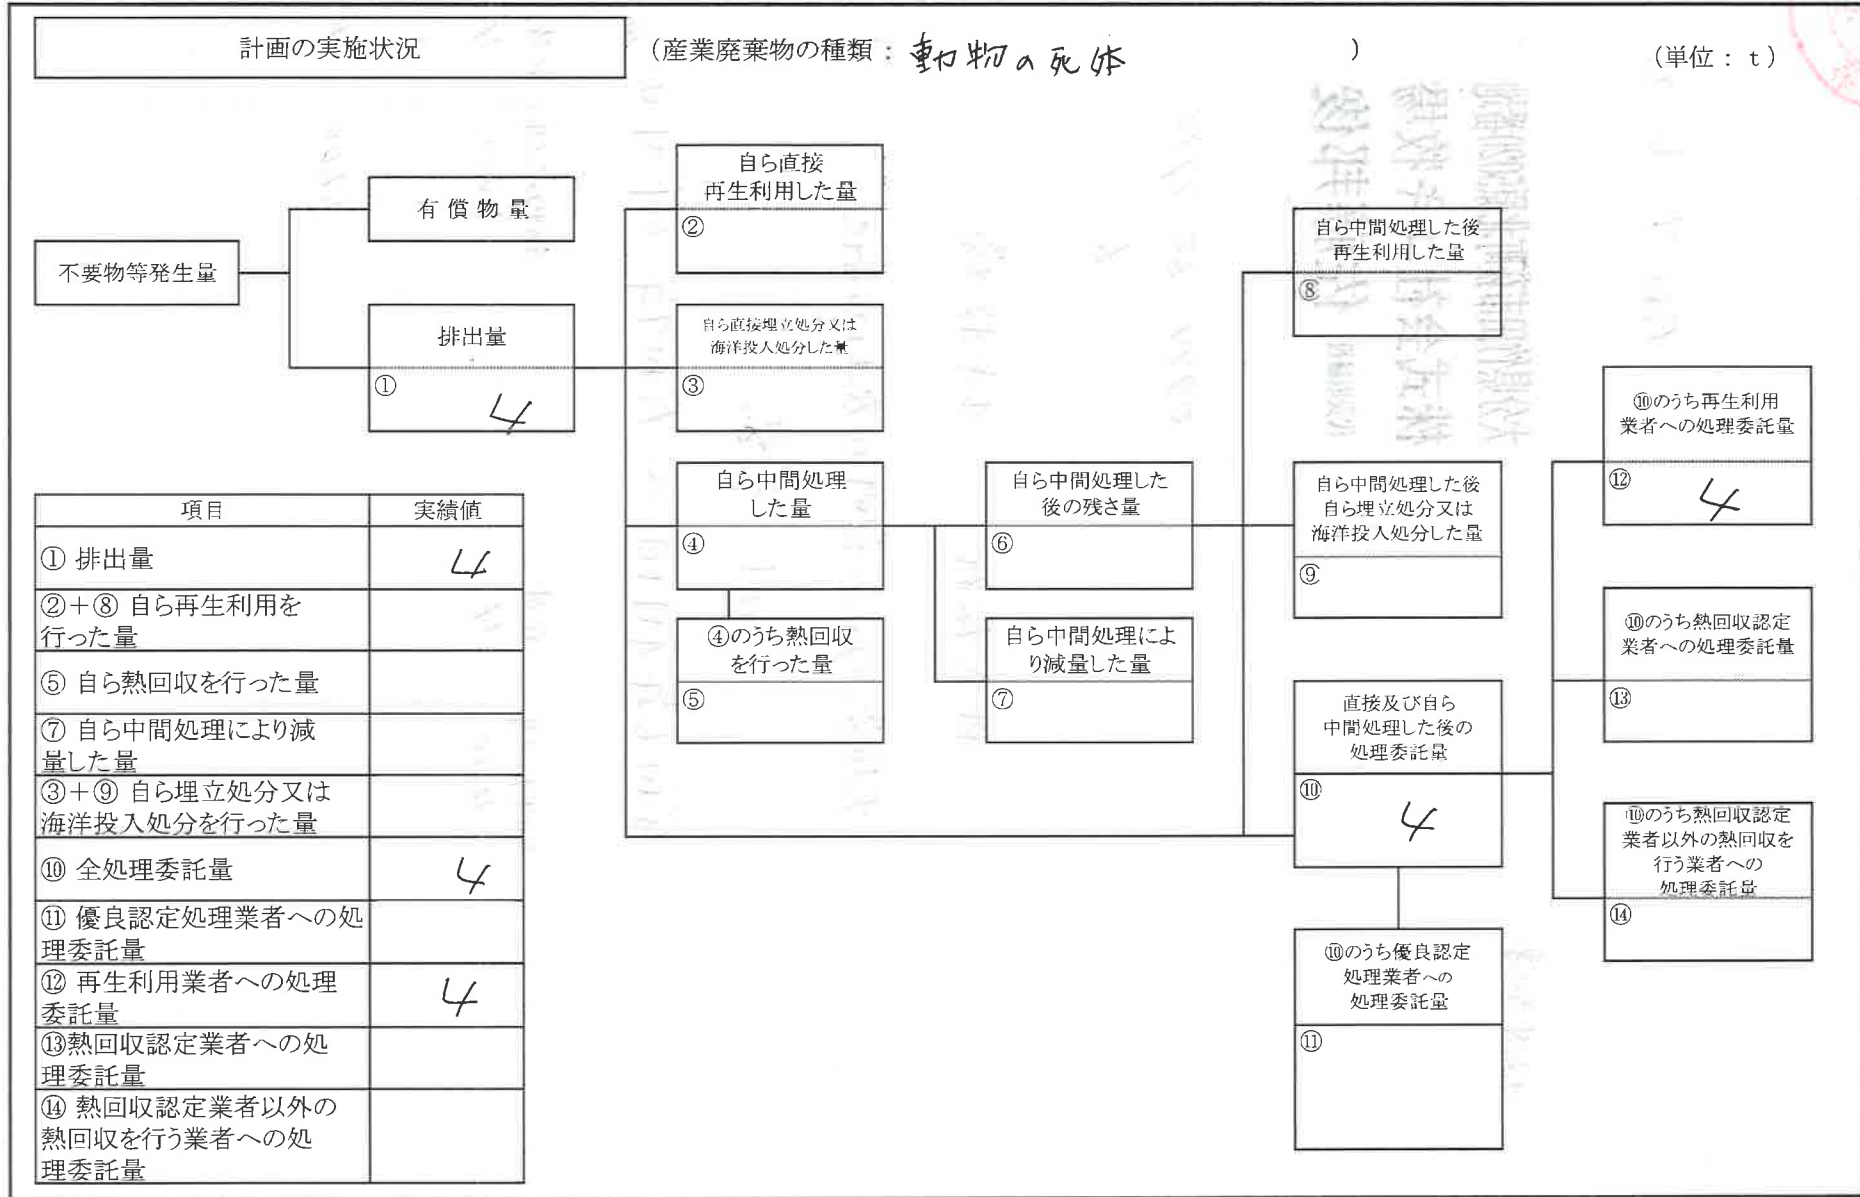 計画の実施状況
(産業廃棄物の種類: 動物の死体 )
(単位: t)
不要物等発生量
有償物量
排出量
①
4
自ら直接
再生利用した量
②
自ら直接埋立処分又は
海洋投入処分した量
③
自ら中間処理
した量
④
④のうち熱回収
を行った量
⑤
自ら中間処理した
後の残さ量
⑥
自ら中間処理によ
り減量した量
⑦
自ら中間処理した後
再生利用した量
⑧
自ら中間処理した後
自ら埋立処分又は
海洋投入処分した量
⑨
直接及び自ら
中間処理した後の
処理委託量
⑩
4
⑩のうち優良認定
処理業者への
処理委託量
⑪
⑩のうち再生利用
業者への処理委託量
⑫
4
⑩のうち熱回収認定
業者への処理委託量
⑬
⑩のうち熱回収認定
業者以外の熱回収を
行う業者への
処理委託量
⑭
項目 実績値
① 排出量 4
②+⑧ 自ら再生利用を
行った量
⑤ 自ら熱回収を行った量
⑦ 自ら中間処理により減
量した量
③+⑨ 自ら埋立処分又は
海洋投入処分を行った量
⑩ 全処理委託量 4
⑪ 優良認定処理業者への処
理委託量
⑫ 再生利用業者への処理
委託量 4
⑬熱回収認定業者への処
理委託量
⑭ 熱回収認定業者以外の
熱回収を行う業者への処
理委託量